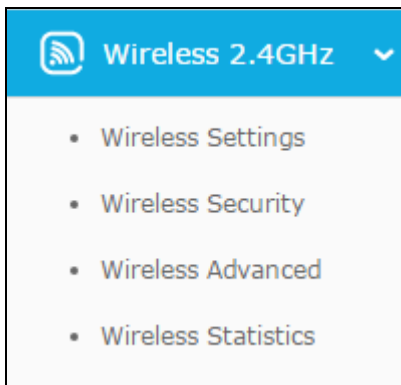 Wireless 2.4GHz
• Wireless Settings
• Wireless Security
• Wireless Advanced
• Wireless Statistics